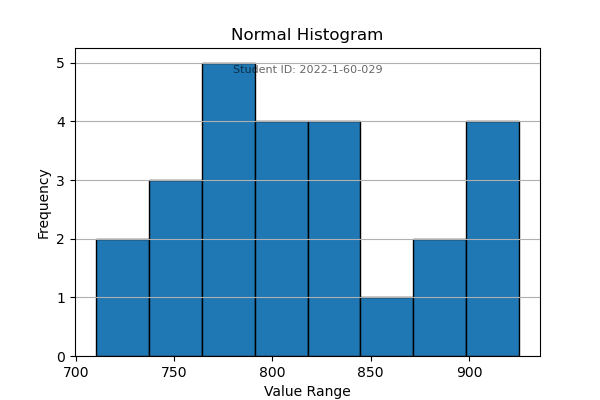 Normal Histogram
Student ID: 2022-1-60-029
5
4
3
2
1
0
Frequency
700 750 800 850 900
Value Range